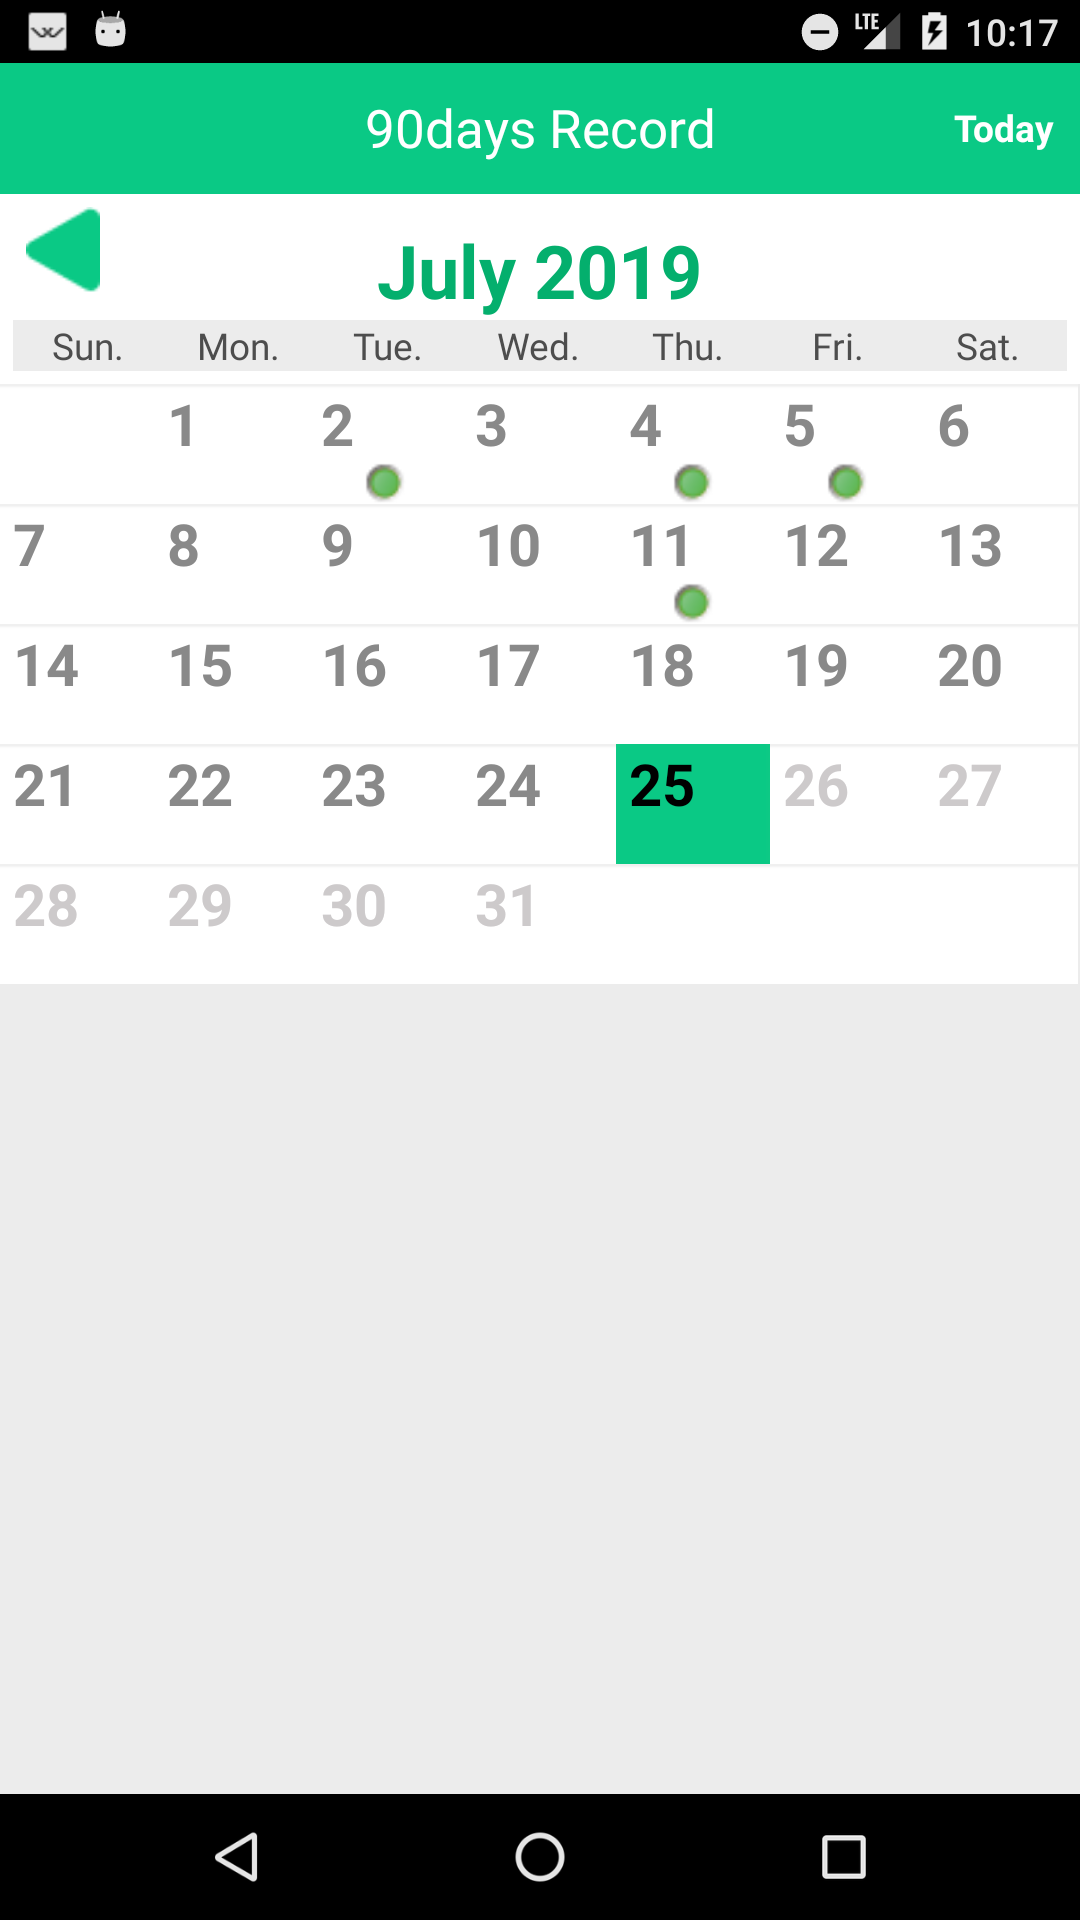 LTE 10:17
90days Record Today
July 2019
Sun. Mon. Tue. Wed. Thu. Fri. Sat.
1 2 3 4 5 6
7 8 9 10 11 12 13
14 15 16 17 18 19 20
21 22 23 24 25 26 27
28 29 30 31